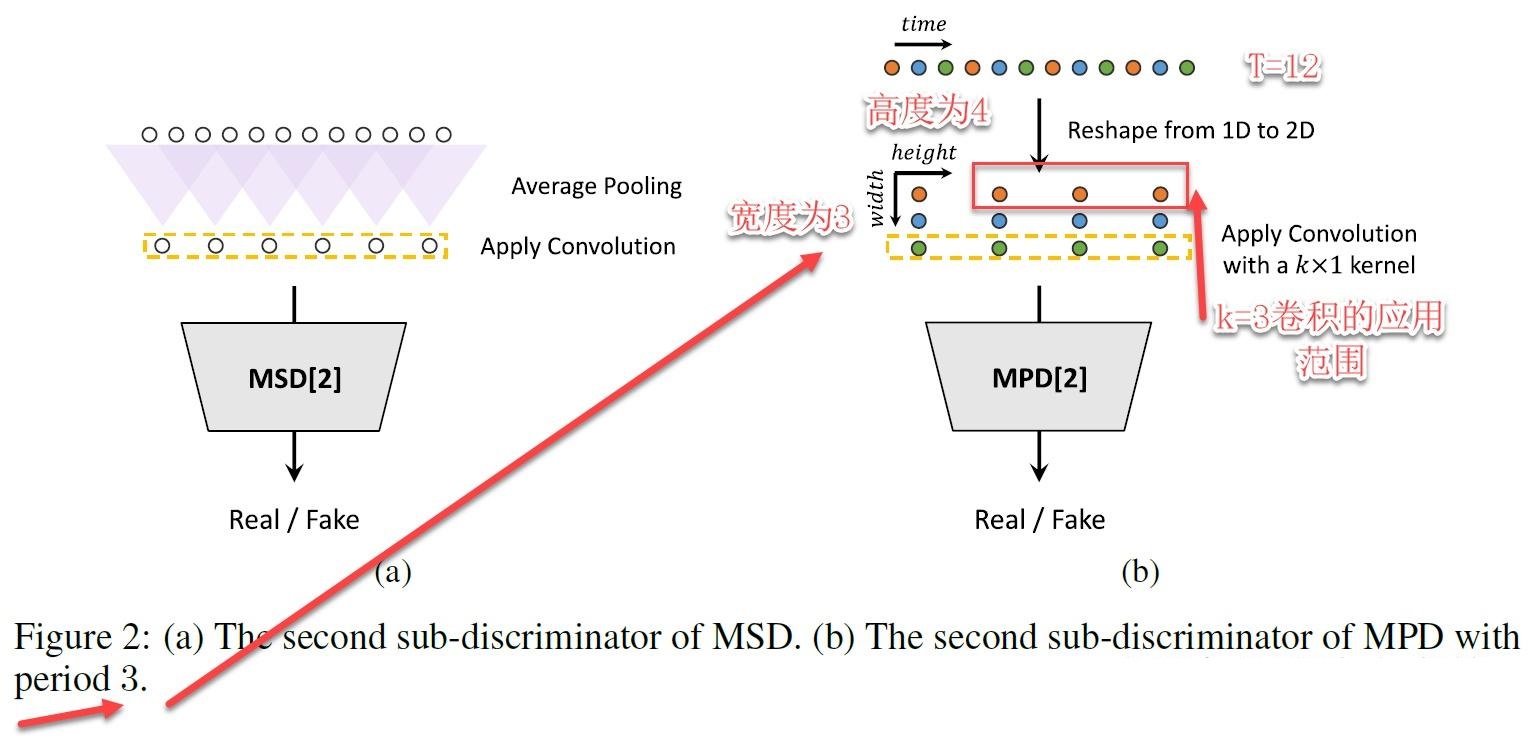 time
T=12
高度为4
Reshape from 1D to 2D
height
width
Average Pooling
宽度为3
Apply Convolution
Apply Convolution
with a k×1 kernel
k=3卷积的应用
范围
MSD[2]
MPD[2]
Real / Fake
Real / Fake
(a)
(b)
Figure 2: (a) The second sub-discriminator of MSD. (b) The second sub-discriminator of MPD with
period 3.